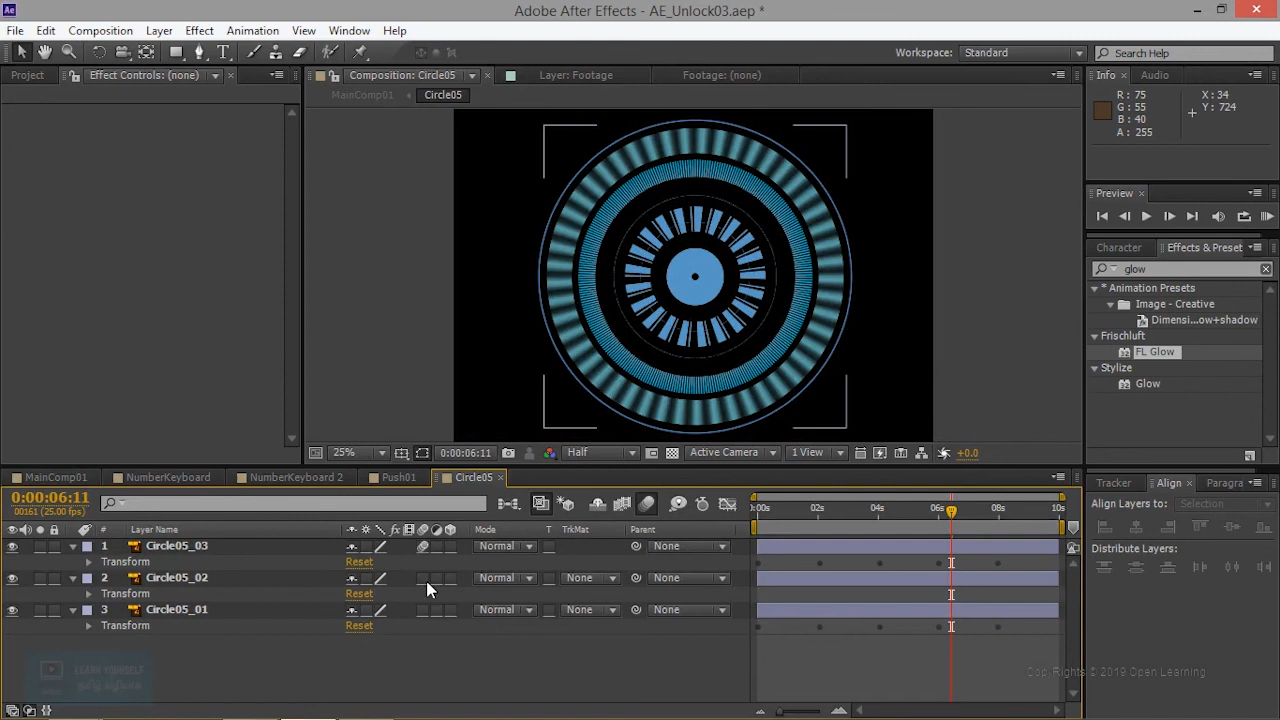 Adobe After Effects - AE_Unlock03.aep *
File Edit Composition Layer Effect Animation View Window Help
Workspace: Standard Search Help
Project Effect Controls: (none) Composition: Circle05 Layer: Footage Footage: (none) Info Audio
MainComp01 Circle05
R: 75 X: 34
G: 55 Y: 724
B: 40
A: 255
Preview
Character Effects & Preset
glow
* Animation Presets
Image - Creative
Dimensi...ow+shadow
Frischluft
FL Glow
Stylize
Glow
25% 0:00:06:11 Half Active Camera 1 View +0.0
MainComp01 NumberKeyboard NumberKeyboard 2 Push01 Circle05
Tracker Align Paragra
0:00:06:11
00161 (25.00 fps)
0:00s 02s 04s 06s 08s 10s
Align Layers to: Selection
# Layer Name Mode T TrkMat Parent
1 Circle05_03 Normal None
Transform Reset
2 Circle05_02 Normal None None
Transform Reset
3 Circle05_01 Normal None None
Transform Reset
Distribute Layers:
LEARN YOURSELF
Copy Rights © 2019 Open Learning